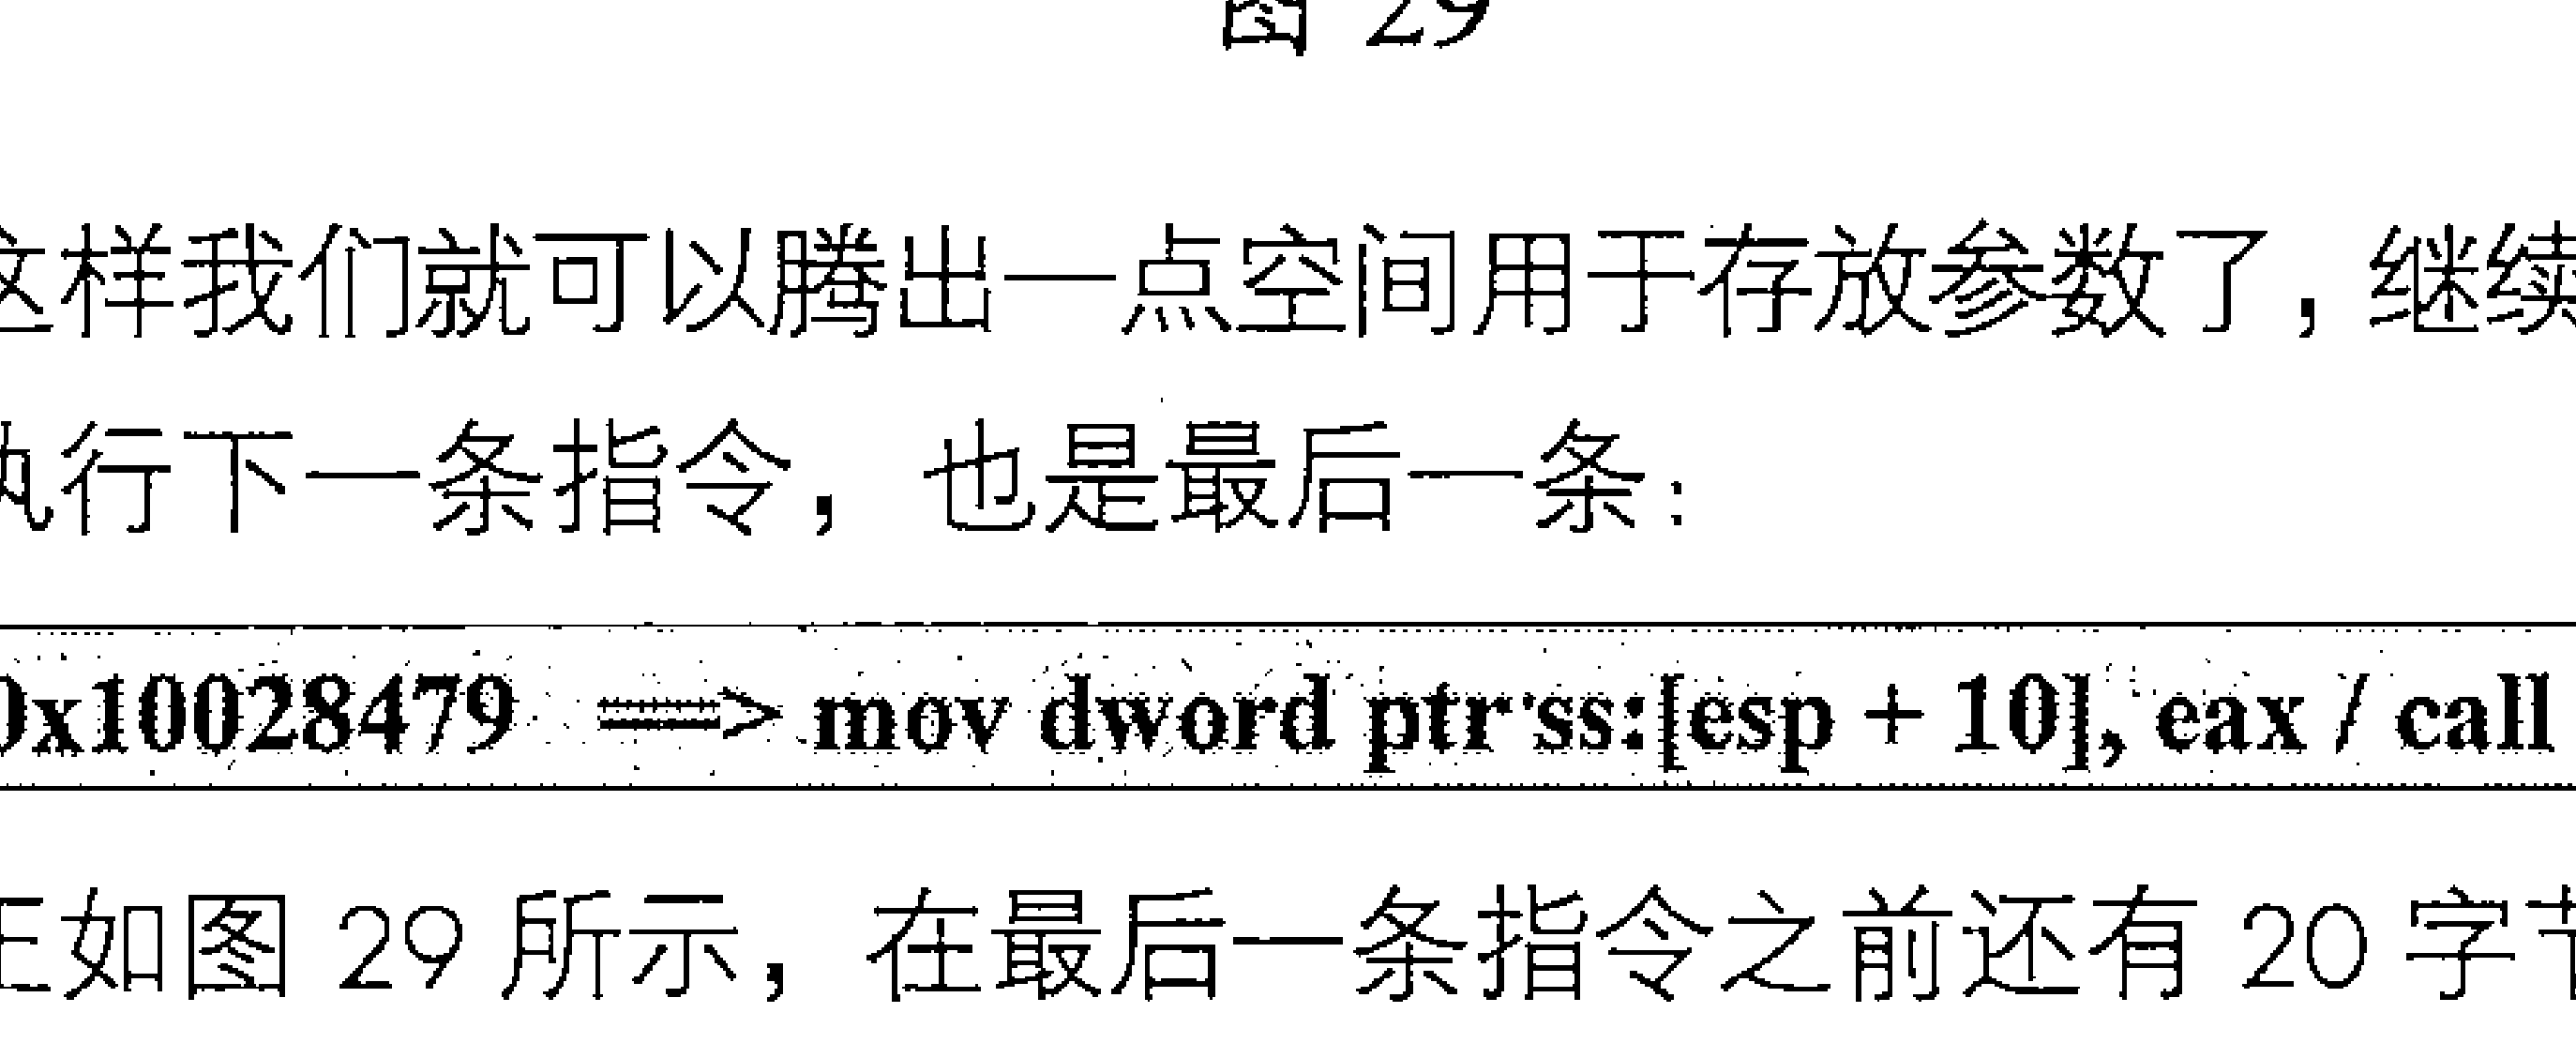 图 29
这样我们就可以腾出一点空间用于存放参数了，继续
执行下一条指令，也是最后一条：
0x10028479 ==> mov dword ptr ss:[esp + 10], eax / call
正如图 29 所示，在最后一条指令之前还有 20 字节